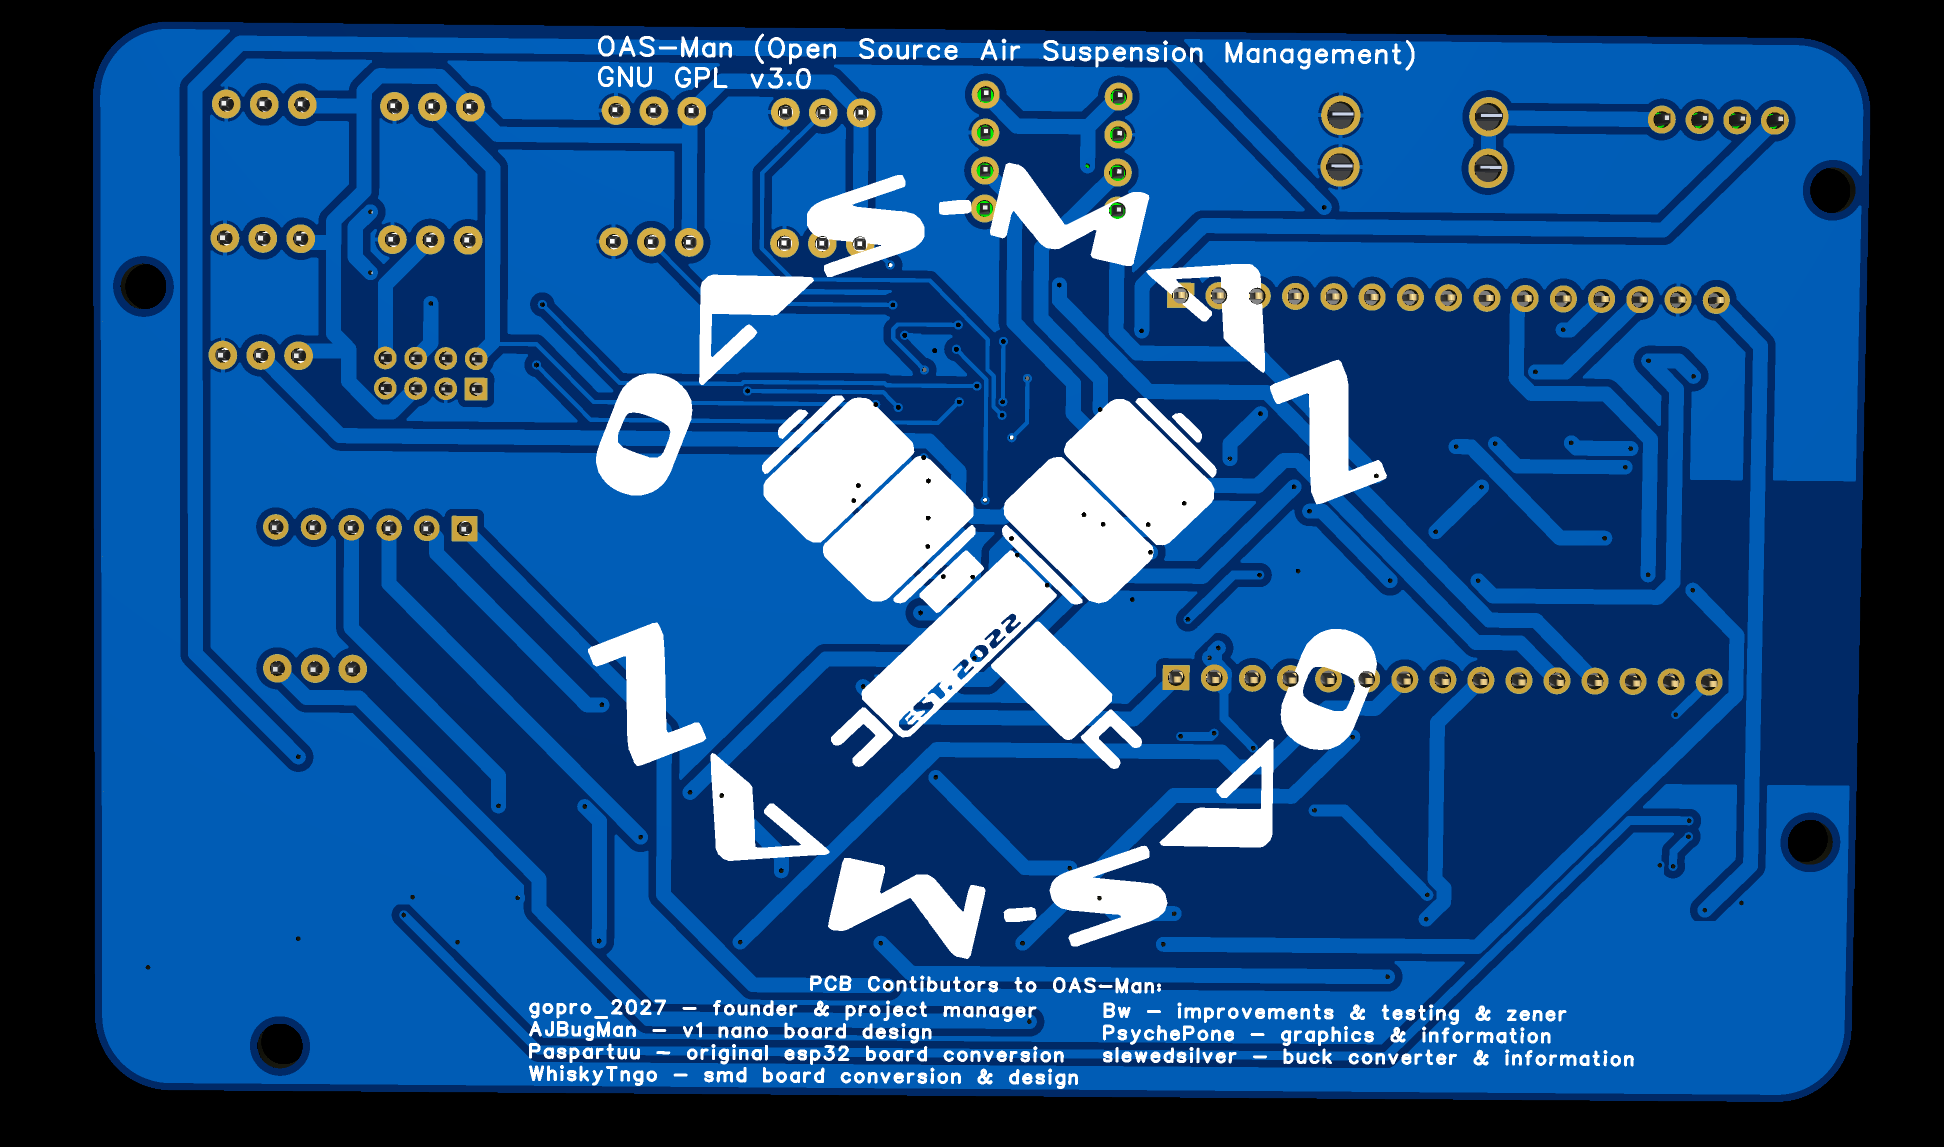 OAS-Man (Open Source Air Suspension Management)
GNU GPL v3.0
OAS-MAN
EST. 2022
OAS-MAN
PCB Contibutors to OAS-Man:
gopro_2027 - founder & project manager
AJBugMan - v1 nano board design
Paspartuu - original esp32 board conversion
WhiskyTngo - smd board conversion & design
Bw - improvements & testing & zener
PsychePone - graphics & information
slewedsilver - buck converter & information